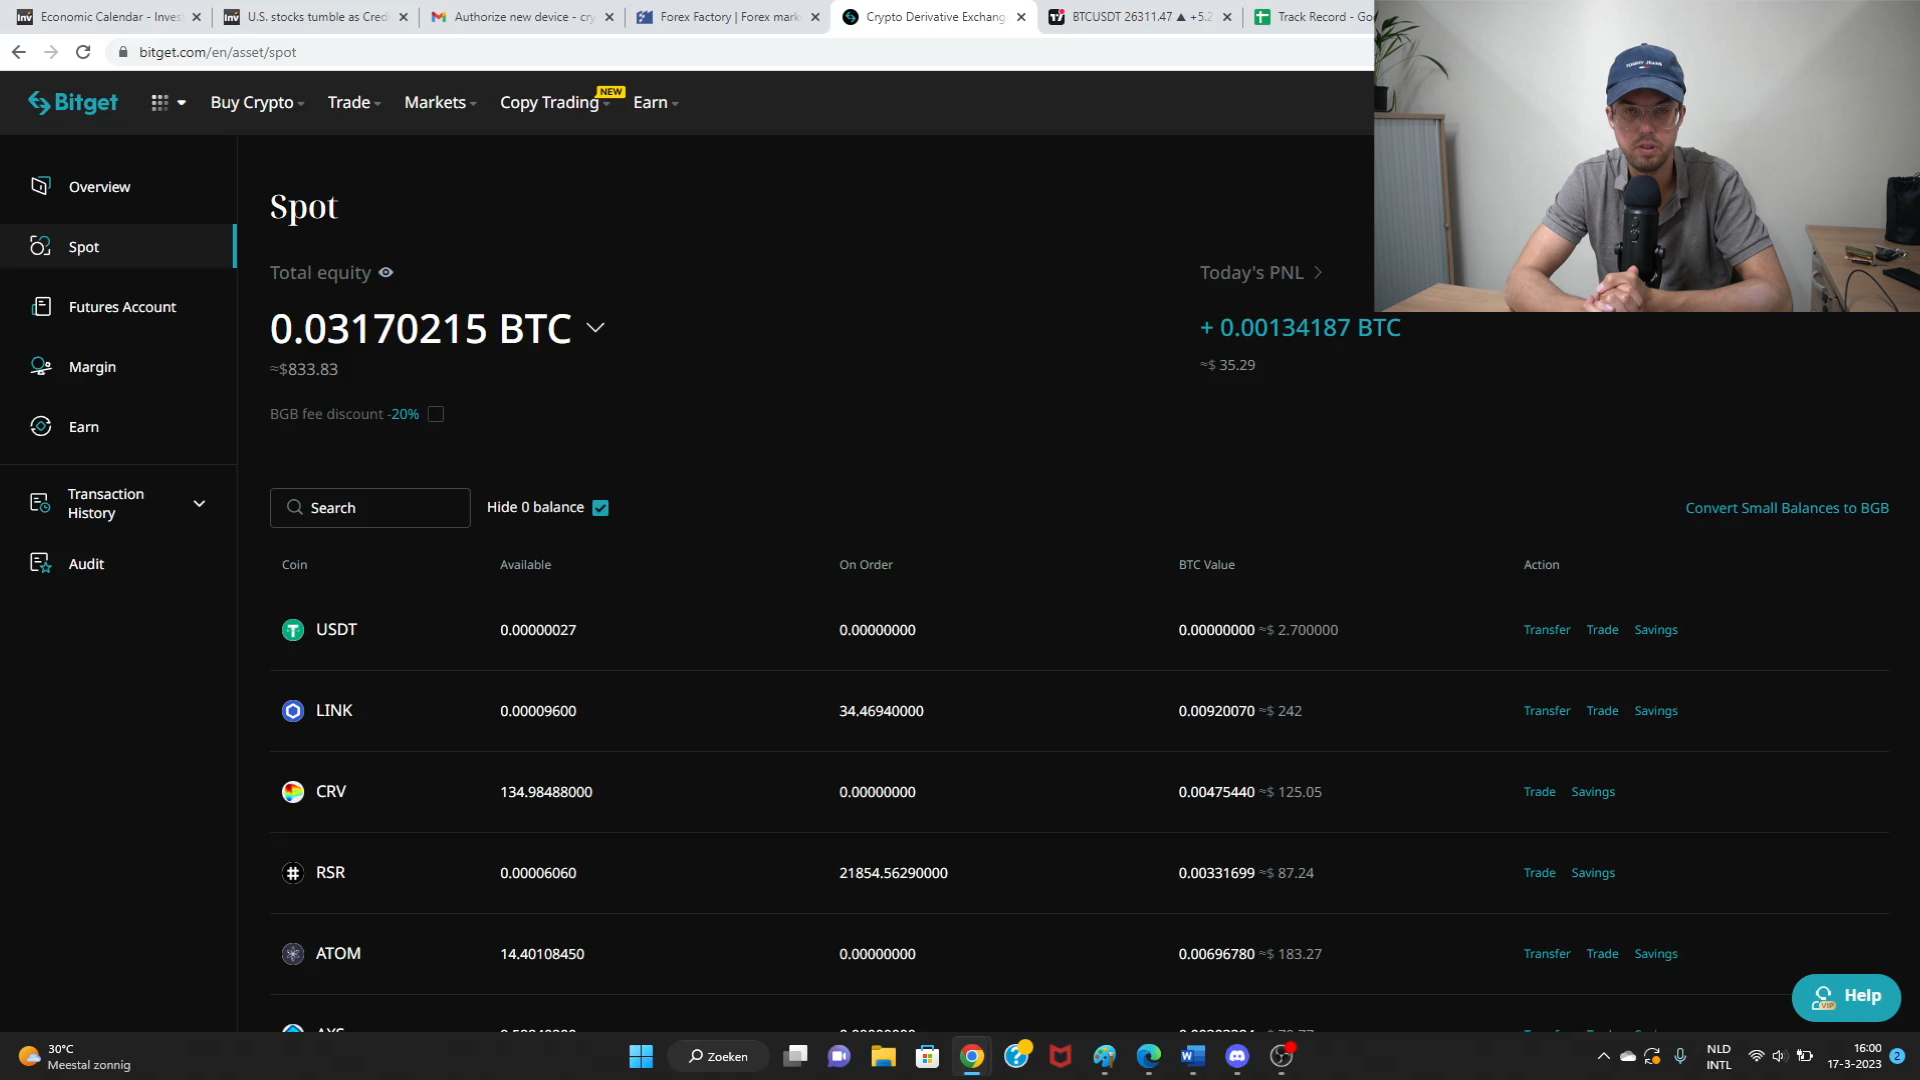 Economic Calendar - Inves
U.S. stocks tumble as Cred
Authorize new device - cry
Forex Factory | Forex mark
Crypto Derivative Exchang
BTCUSDT 26311.47 ▲ +5.2
Track Record - Go
bitget.com/en/asset/spot
Bitget
Buy Crypto
Trade
Markets
Copy Trading
NEW
Earn
Overview
Spot
Futures Account
Margin
Earn
Transaction
History
Audit
Spot
Total equity
0.03170215 BTC
≈$833.83
BGB fee discount -20%
Today's PNL
+ 0.00134187 BTC
≈$ 35.29
Search
Hide 0 balance
Convert Small Balances to BGB
Coin Available On Order BTC Value Action
USDT 0.00000027 0.00000000 0.00000000 ≈$ 2.700000 Transfer Trade Savings
LINK 0.00009600 34.46940000 0.00920070 ≈$ 242 Transfer Trade Savings
CRV 134.98488000 0.00000000 0.00475440 ≈$ 125.05 Trade Savings
RSR 0.00006060 21854.56290000 0.00331699 ≈$ 87.24 Trade Savings
ATOM 14.40108450 0.00000000 0.00696780 ≈$ 183.27 Transfer Trade Savings
Help
VIP
30°C
Meestal zonnig
Zoeken
NLD
INTL
16:00
17-3-2023
2